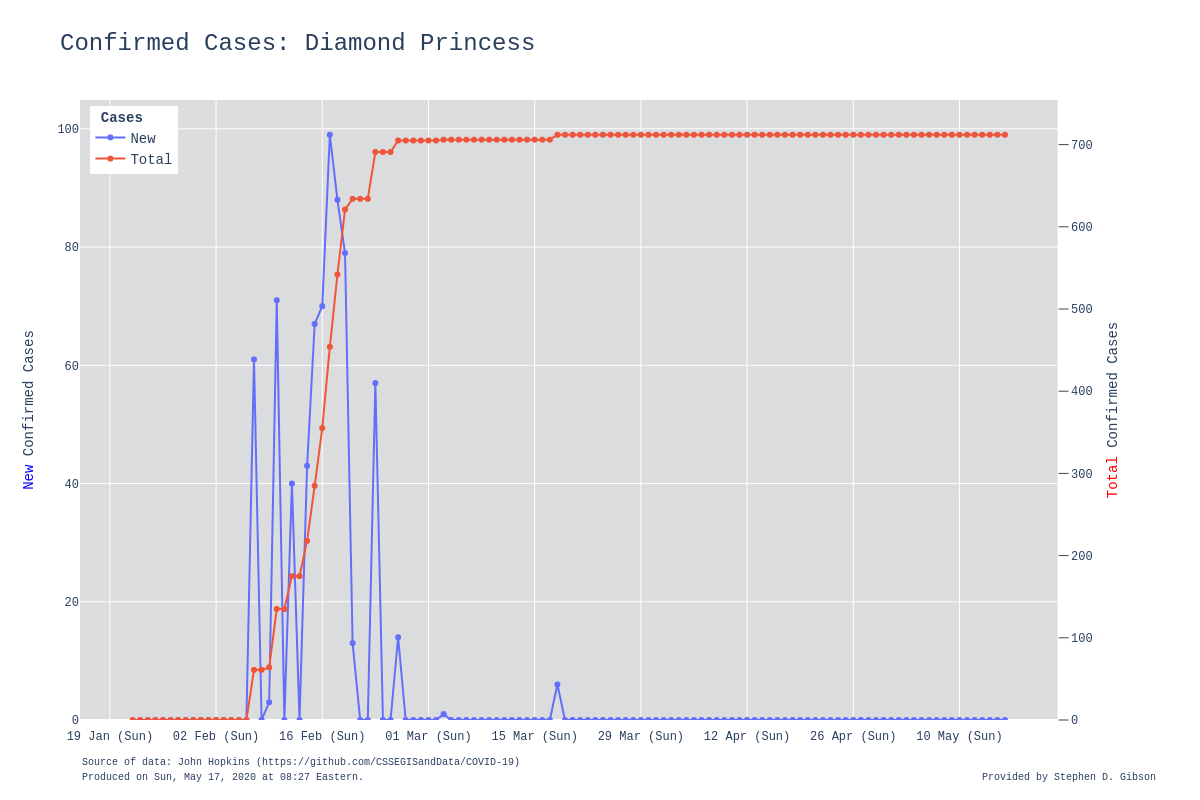 Confirmed Cases: Diamond Princess
Cases
New
Total
100
80
60
40
20
0
700
600
500
400
300
200
100
0
New Confirmed Cases
Total Confirmed Cases
19 Jan (Sun) 02 Feb (Sun) 16 Feb (Sun) 01 Mar (Sun) 15 Mar (Sun) 29 Mar (Sun) 12 Apr (Sun) 26 Apr (Sun) 10 May (Sun)
Source of data: John Hopkins (https://github.com/CSSEGISandData/COVID-19)
Produced on Sun, May 17, 2020 at 08:27 Eastern.
Provided by Stephen D. Gibson